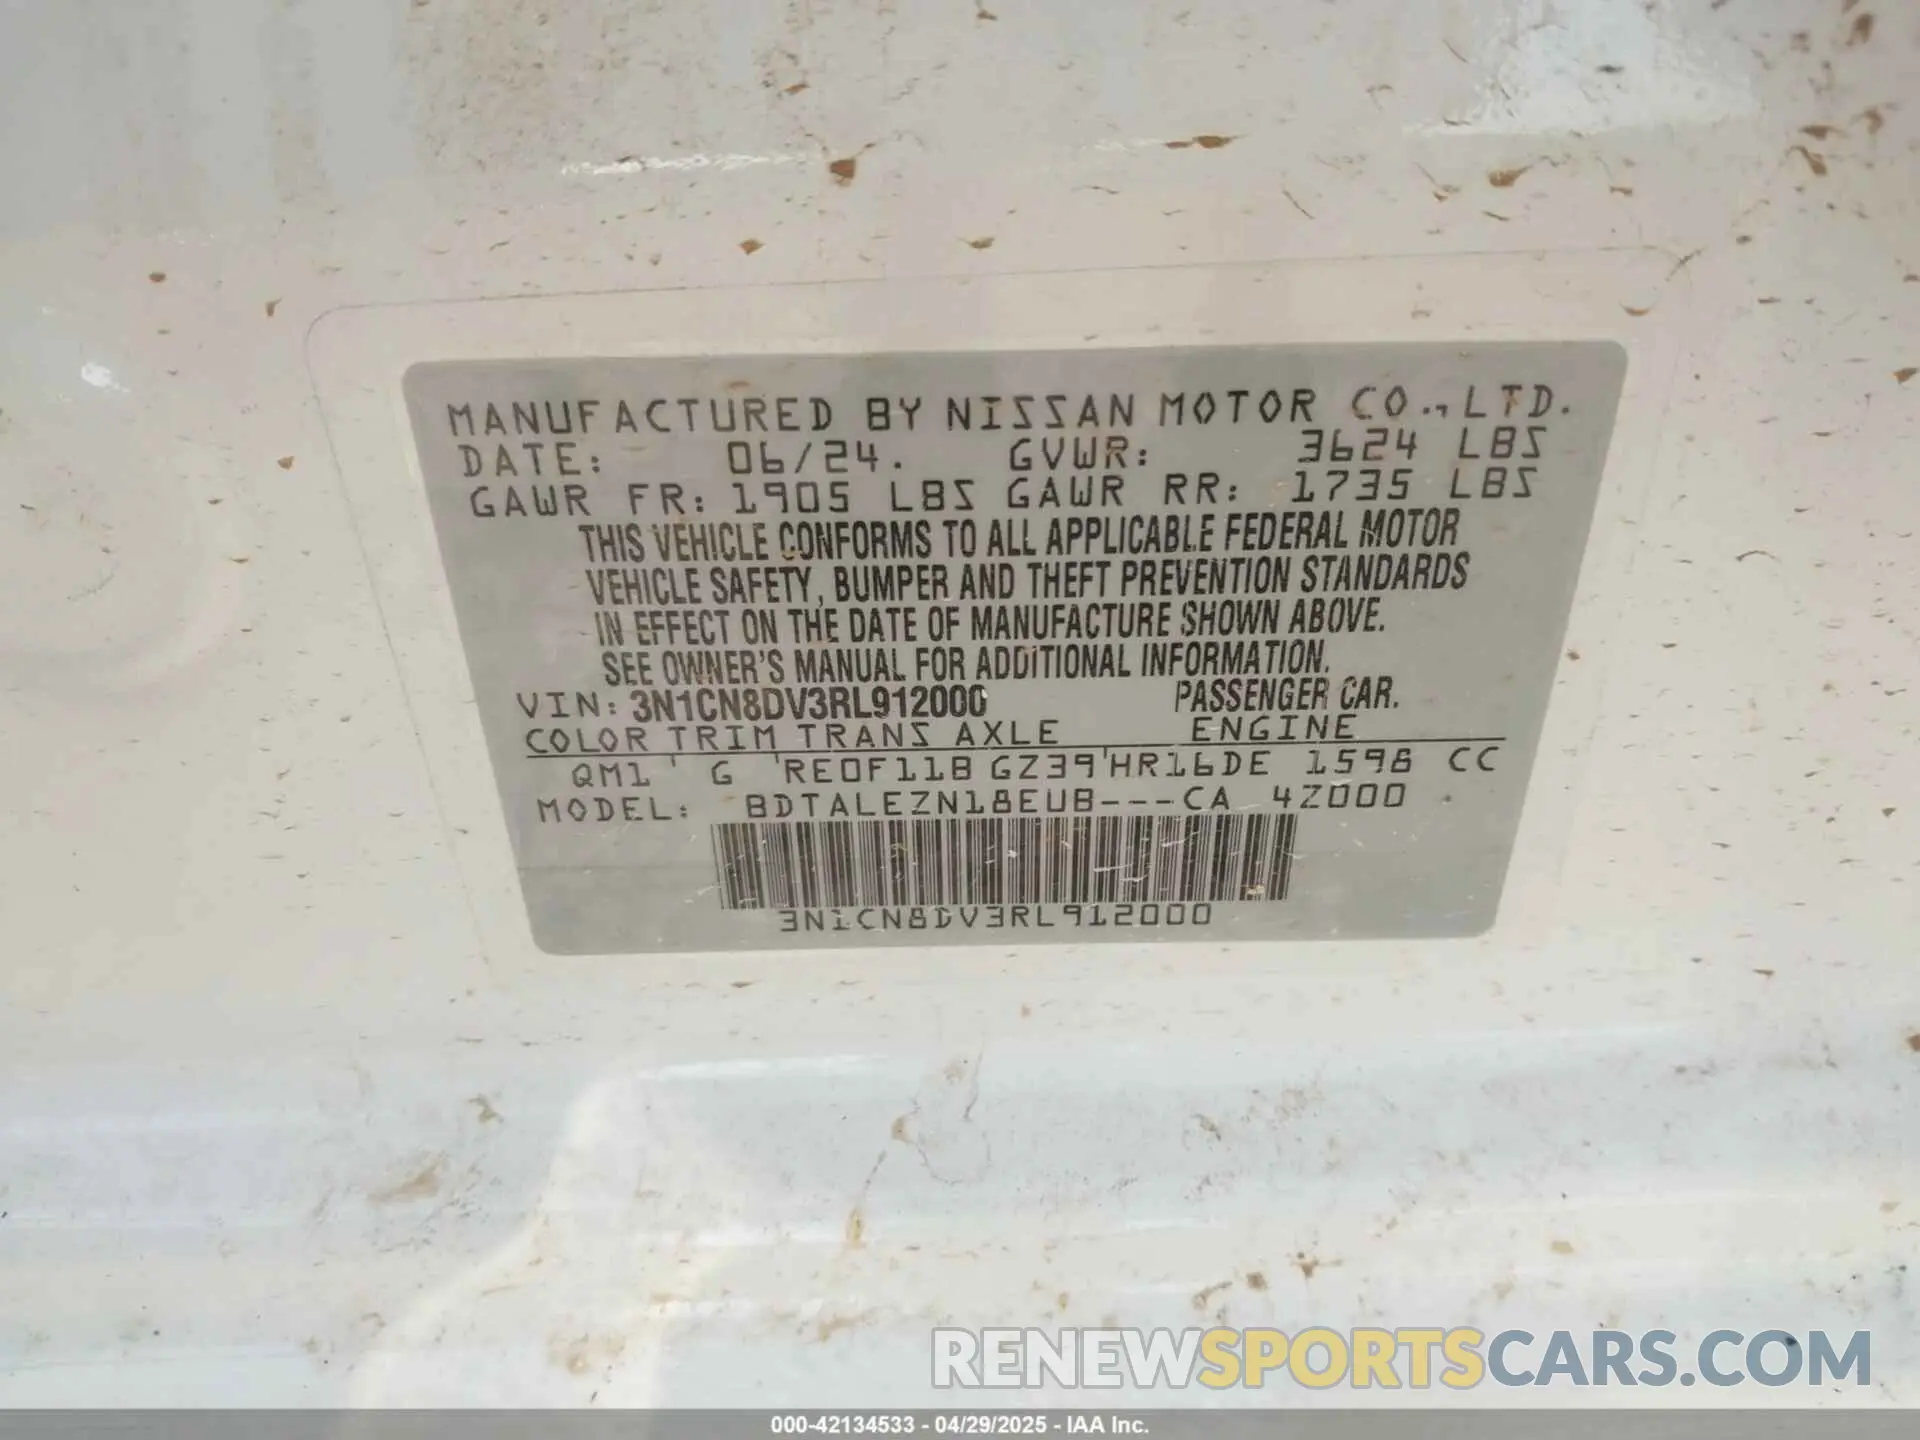 MANUFACTURED BY NISSAN MOTOR CO., LTD.
DATE: 06/24. GVWR: 3624 LBS
GAWR FR: 1905 LBS GAWR RR: 1735 LBS
THIS VEHICLE CONFORMS TO ALL APPLICABLE FEDERAL MOTOR
VEHICLE SAFETY, BUMPER AND THEFT PREVENTION STANDARDS
IN EFFECT ON THE DATE OF MANUFACTURE SHOWN ABOVE.
SEE OWNER'S MANUAL FOR ADDITIONAL INFORMATION.
VIN: 3N1CN8DV3RL912000 PASSENGER CAR.
COLOR TRIM TRANS AXLE ENGINE
QM1 ' G ' RE0F11B GZ39'HR16DE 1598 CC
MODEL: BDTALEZN18EUB---CA 4Z000
3N1CN8DV3RL912000
RENEWSPORTSCARS.COM
000-42134533 - 04/29/2025 - IAA Inc.